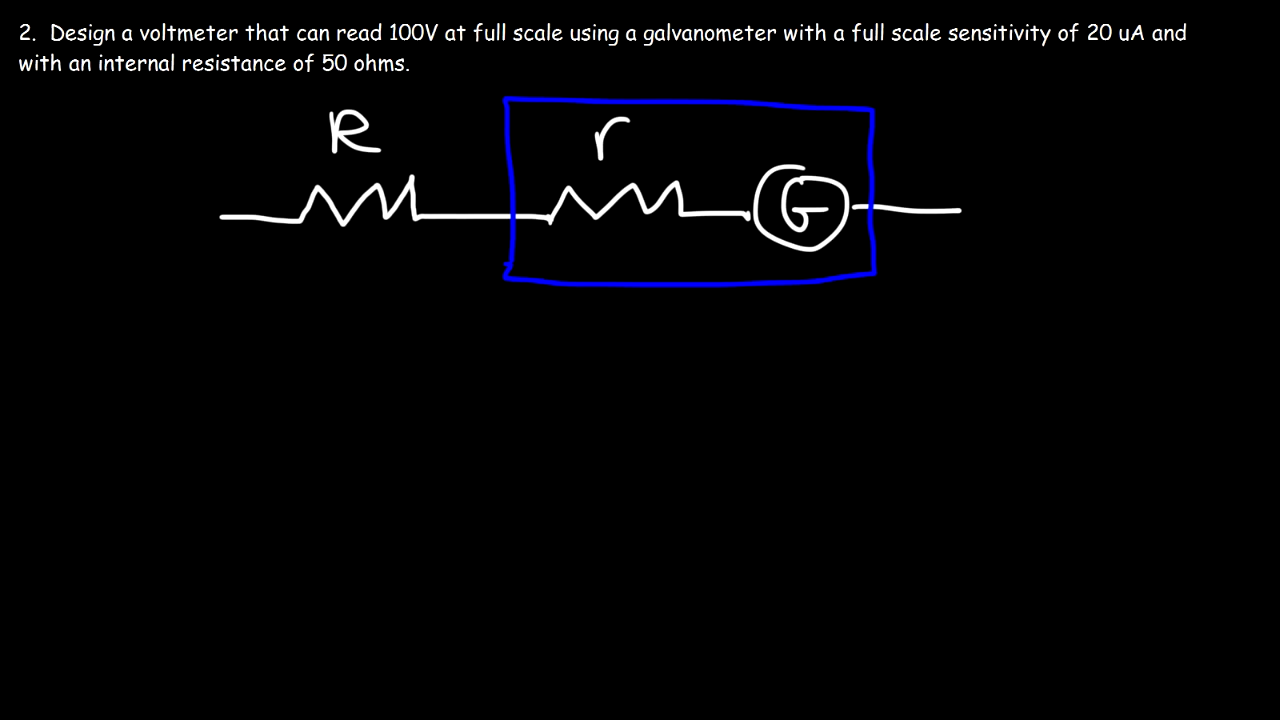 2. Design a voltmeter that can read 100V at full scale using a galvanometer with a full scale sensitivity of 20 uA and
with an internal resistance of 50 ohms.
R r
G